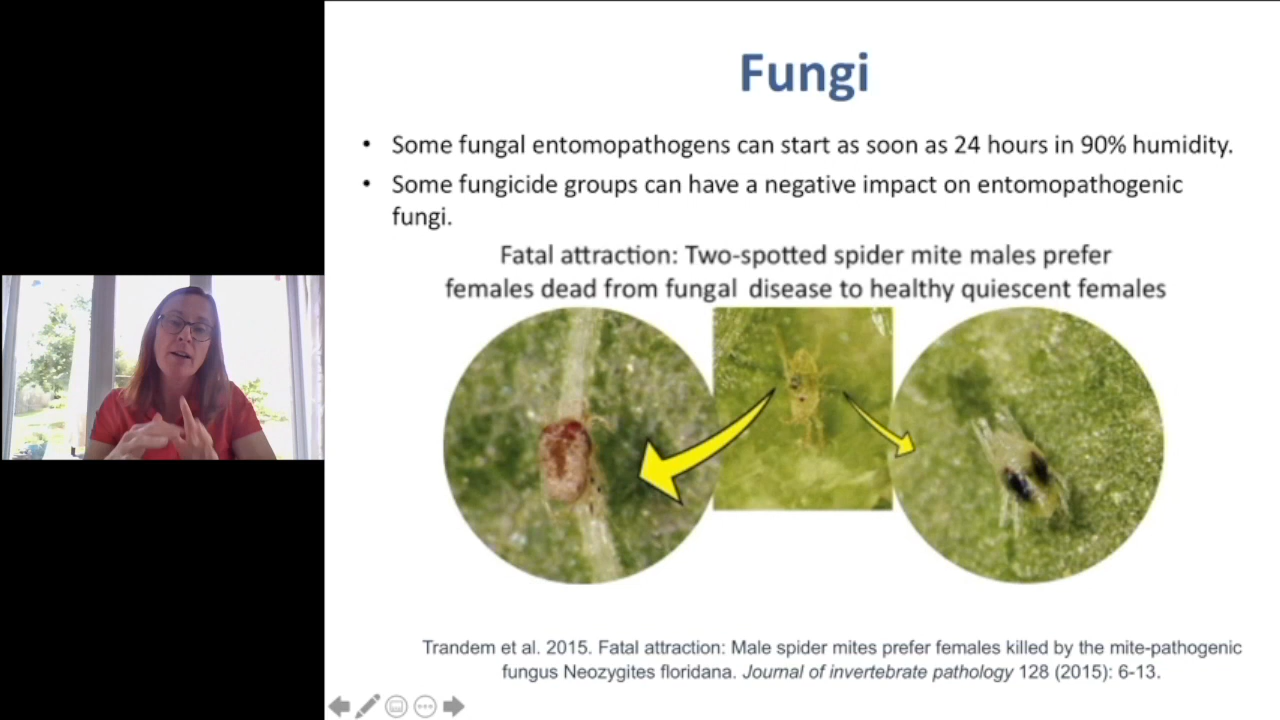 Fungi
• Some fungal entomopathogens can start as soon as 24 hours in 90% humidity.
• Some fungicide groups can have a negative impact on entomopathogenic
fungi.
Fatal attraction: Two-spotted spider mite males prefer
females dead from fungal disease to healthy quiescent females
Trandem et al. 2015. Fatal attraction: Male spider mites prefer females killed by the mite-pathogenic
fungus Neozygites floridana. Journal of invertebrate pathology 128 (2015): 6-13.